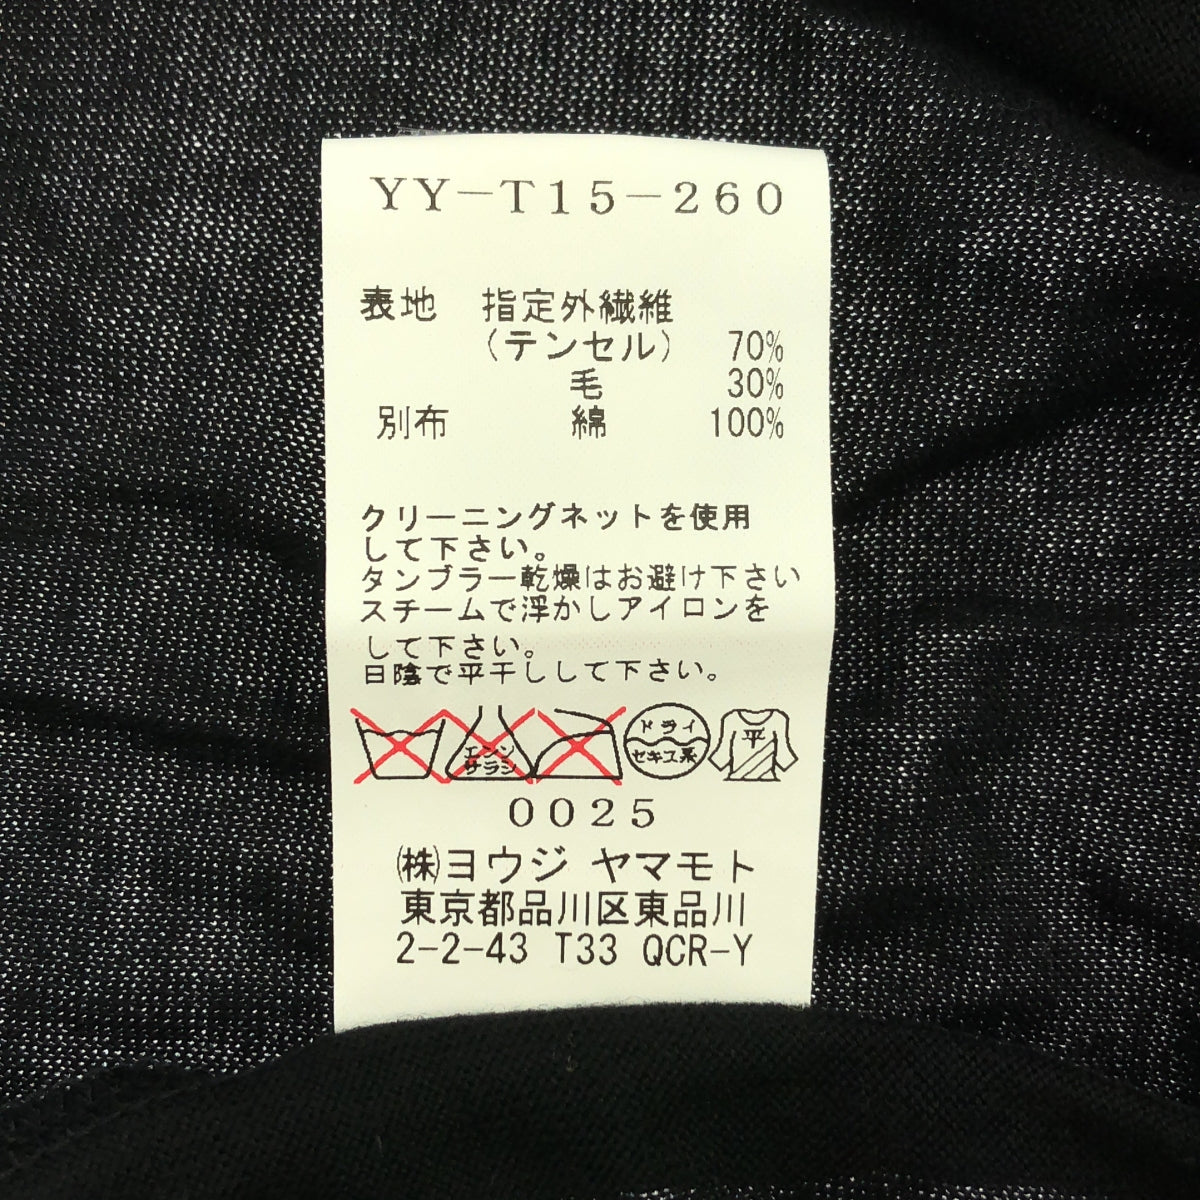 YY-T15-260
表地 指定外繊維
(テンセル) 70%
毛 30%
別布 綿 100%
クリーニングネットを使用
して下さい。
タンブラー乾燥はお避け下さい
スチームで浮かしアイロンを
して下さい。
日陰で平干しして下さい。
エンソ
サラシ
ドライ
セキユ系
平
0025
㈱ヨウジ ヤマモト
東京都品川区東品川
2-2-43 T33 QCR-Y